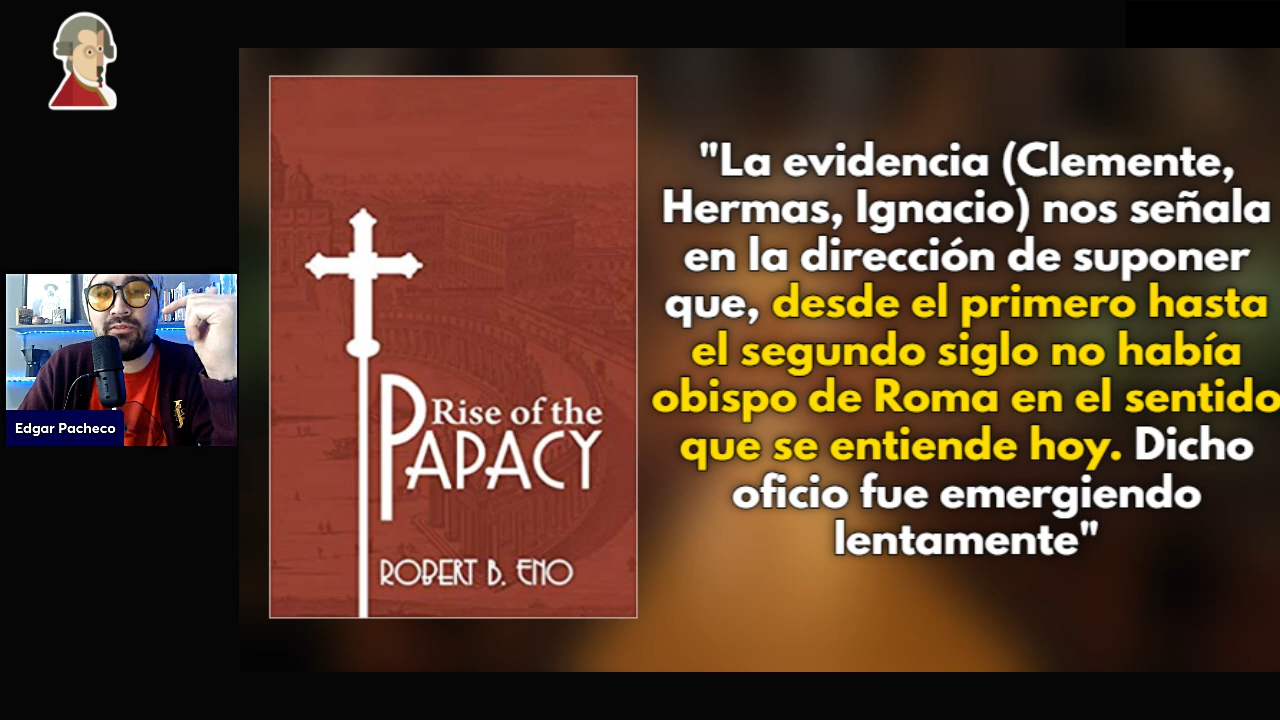 Rise of the
PAPACY
ROBERT B. ENO
"La evidencia (Clemente,
Hermas, Ignacio) nos señala
en la dirección de suponer
que, desde el primero hasta
el segundo siglo no había
obispo de Roma en el sentido
que se entiende hoy. Dicho
oficio fue emergiendo
lentamente"
Edgar Pacheco